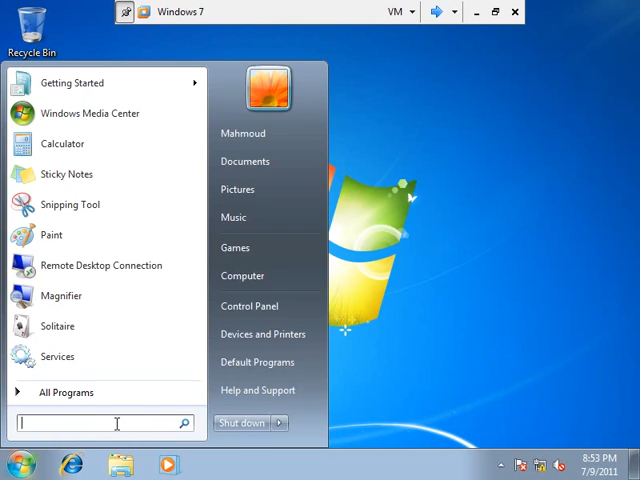 Windows 7
VM
Recycle Bin
Getting Started
Windows Media Center
Calculator
Sticky Notes
Snipping Tool
Paint
Remote Desktop Connection
Magnifier
Solitaire
Services
All Programs
Mahmoud
Documents
Pictures
Music
Games
Computer
Control Panel
Devices and Printers
Default Programs
Help and Support
Shut down
8:53 PM
7/9/2011